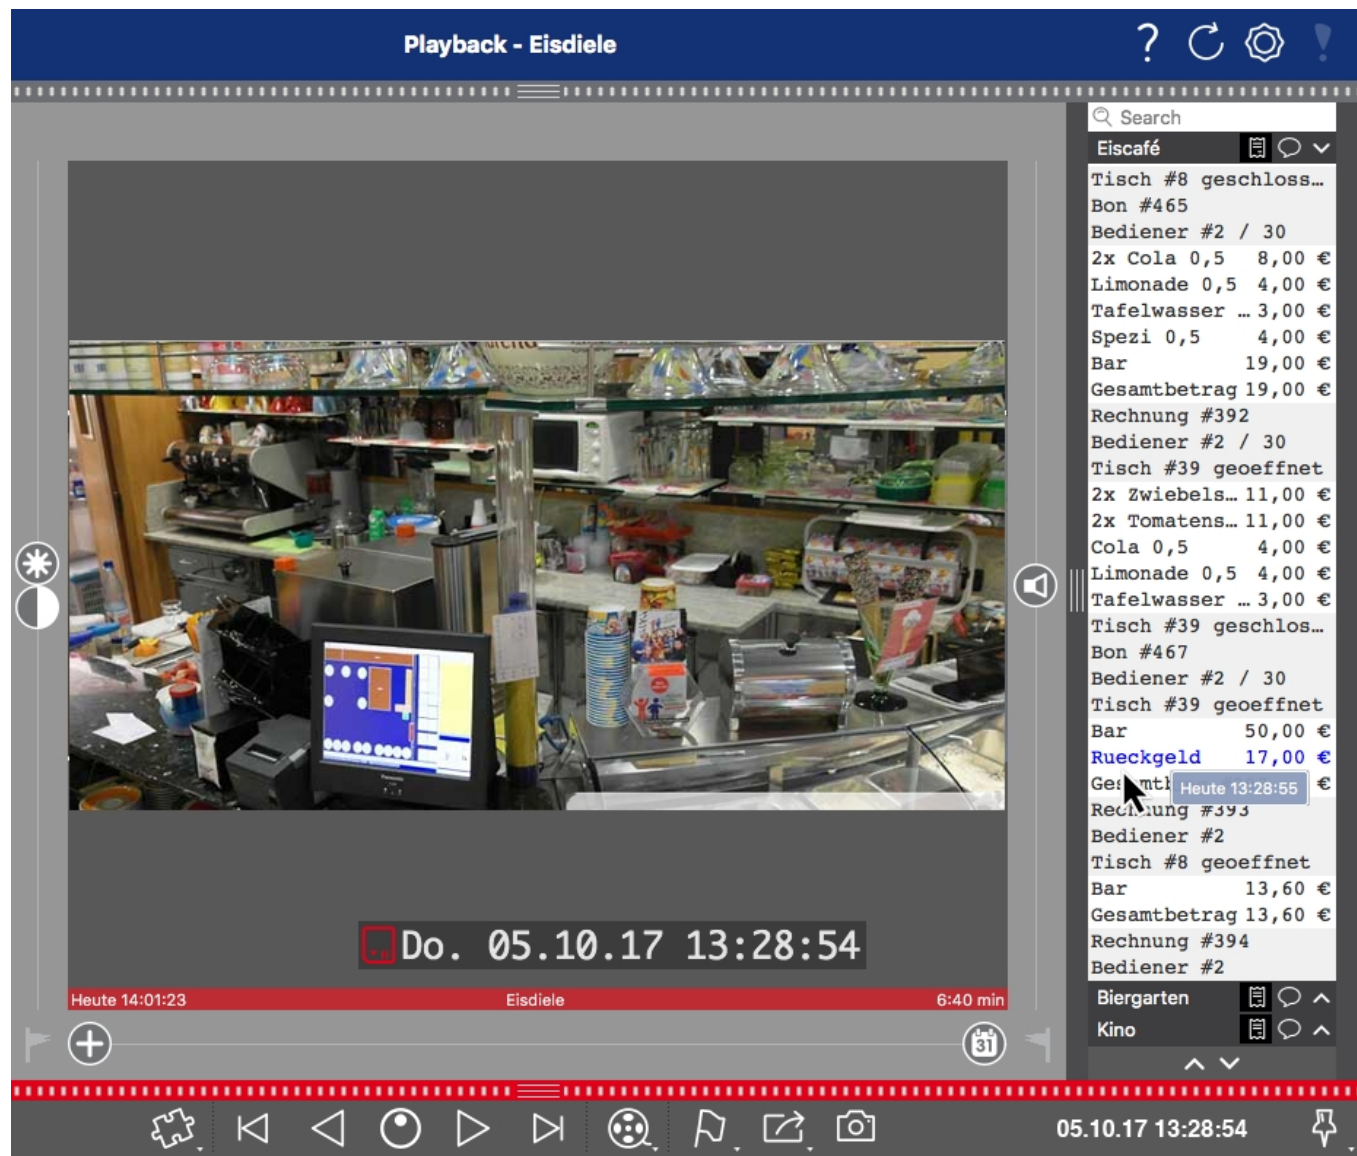 Playback - Eisdiele
Search
Eiscafé
Tisch #8 geschloss…
Bon #465
Bediener #2 / 30
2x Cola 0,5 8,00 €
Limonade 0,5 4,00 €
Tafelwasser … 3,00 €
Spezi 0,5 4,00 €
Bar 19,00 €
Gesamtbetrag 19,00 €
Rechnung #392
Bediener #2 / 30
Tisch #39 geoeffnet
2x Zwiebels… 11,00 €
2x Tomatens… 11,00 €
Cola 0,5 4,00 €
Limonade 0,5 4,00 €
Tafelwasser … 3,00 €
Tisch #39 geschlos…
Bon #467
Bediener #2 / 30
Tisch #39 geoeffnet
Bar 50,00 €
Rueckgeld 17,00 €
€
Heute 13:28:55
Rechnung #393
Bediener #2
Tisch #8 geoeffnet
Bar 13,60 €
Gesamtbetrag 13,60 €
Rechnung #394
Bediener #2
Biergarten
Kino
Do. 05.10.17 13:28:54
Heute 14:01:23 Eisdiele 6:40 min
31
05.10.17 13:28:54